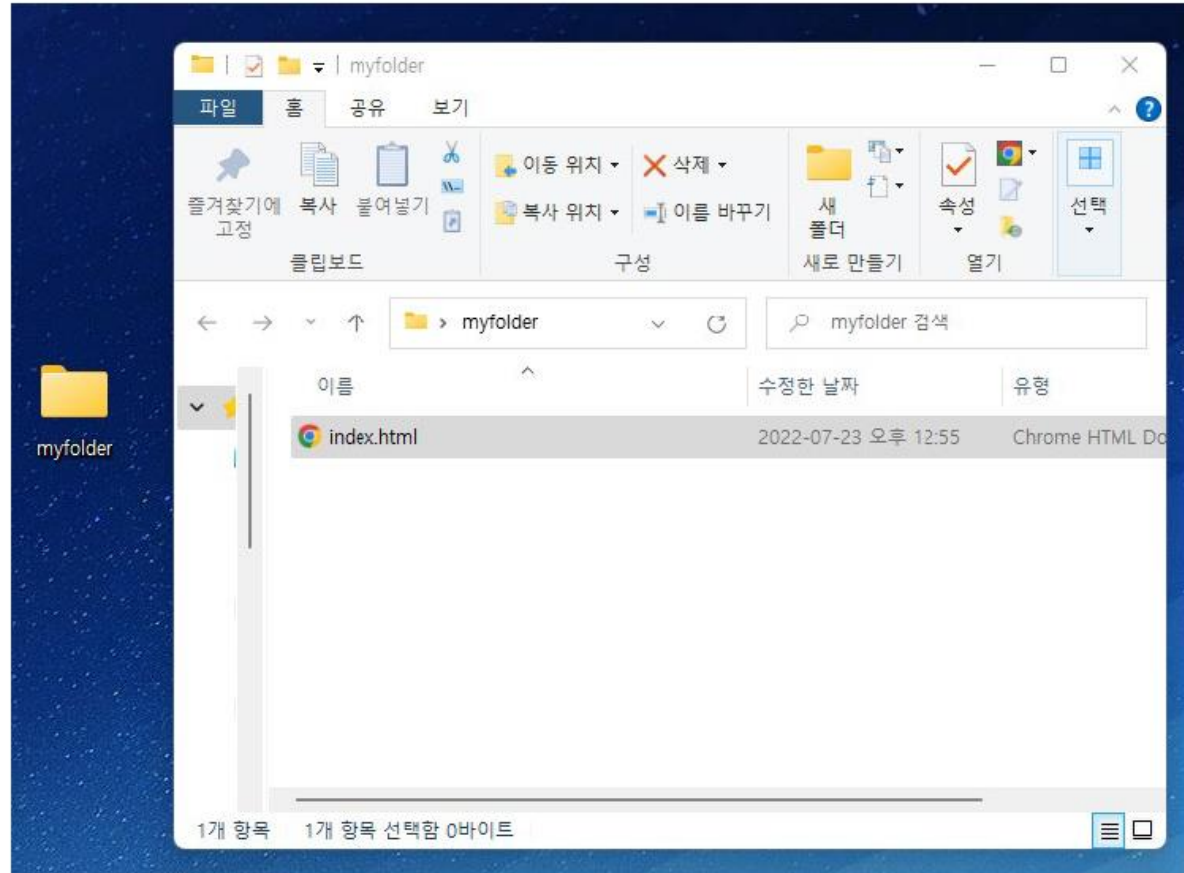 myfolder
파일 홈 공유 보기
이동 위치 삭제
즐겨찾기에 고정 복사 붙여넣기 복사 위치 이름 바꾸기 새 폴더 속성 선택
클립보드 구성 새로 만들기 열기
myfolder myfolder 검색
이름 수정한 날짜 유형
index.html 2022-07-23 오후 12:55 Chrome HTML Do
myfolder
1개 항목 1개 항목 선택함 0바이트